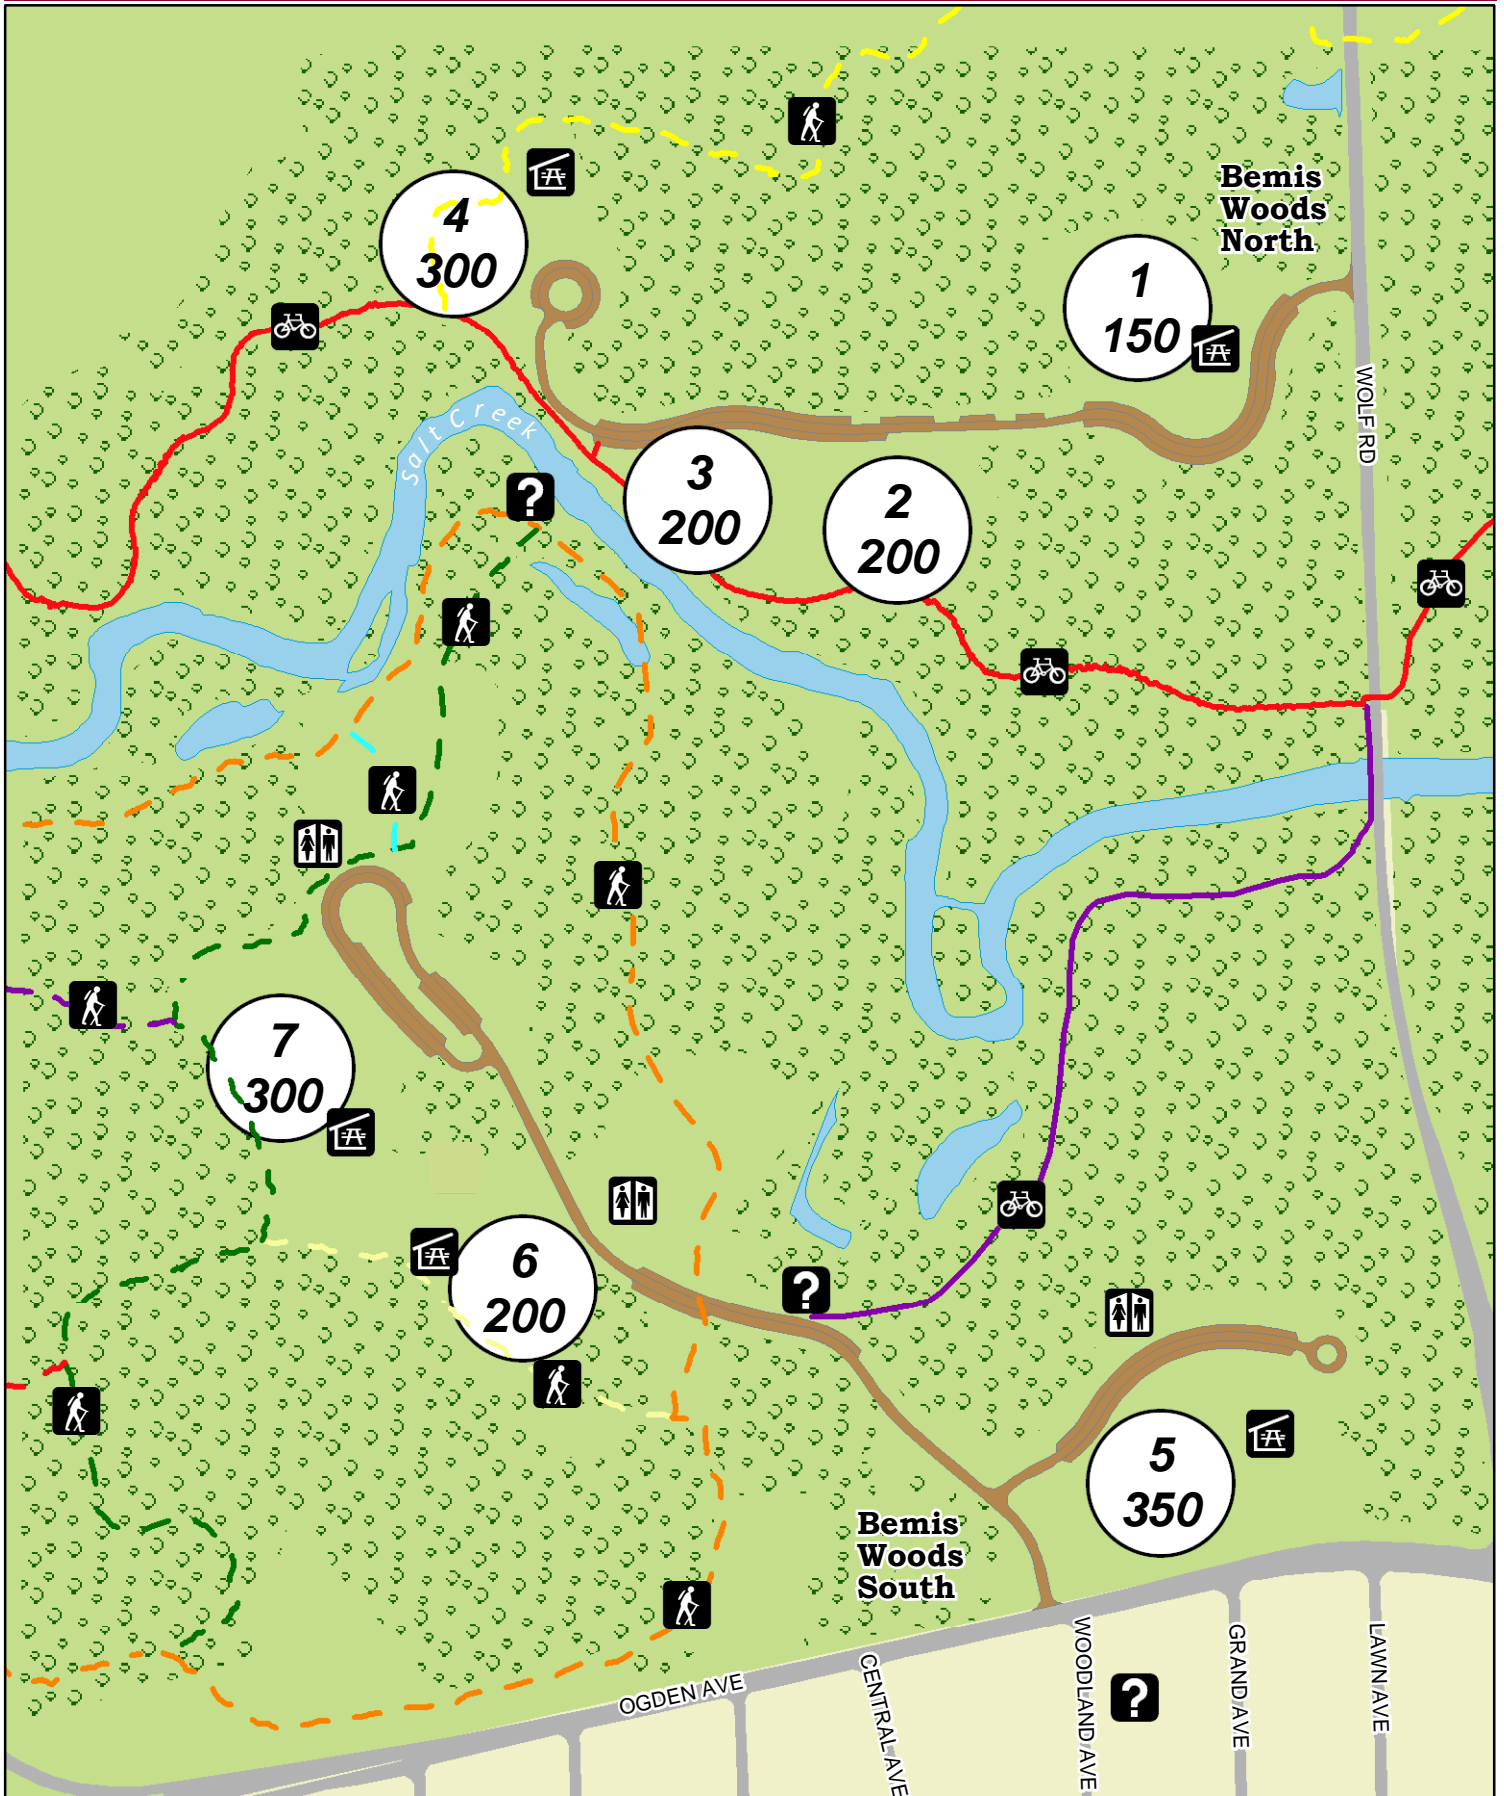 Bemis
Woods
North
4
300
1
150
WOLF RD
Salt Creek
?
3
200
2
200
7
300
6
200
?
5
350
Bemis
Woods
South
OGDEN AVE
CENTRAL AVE
WOODLAND AVE
?
GRAND AVE
LAWN AVE